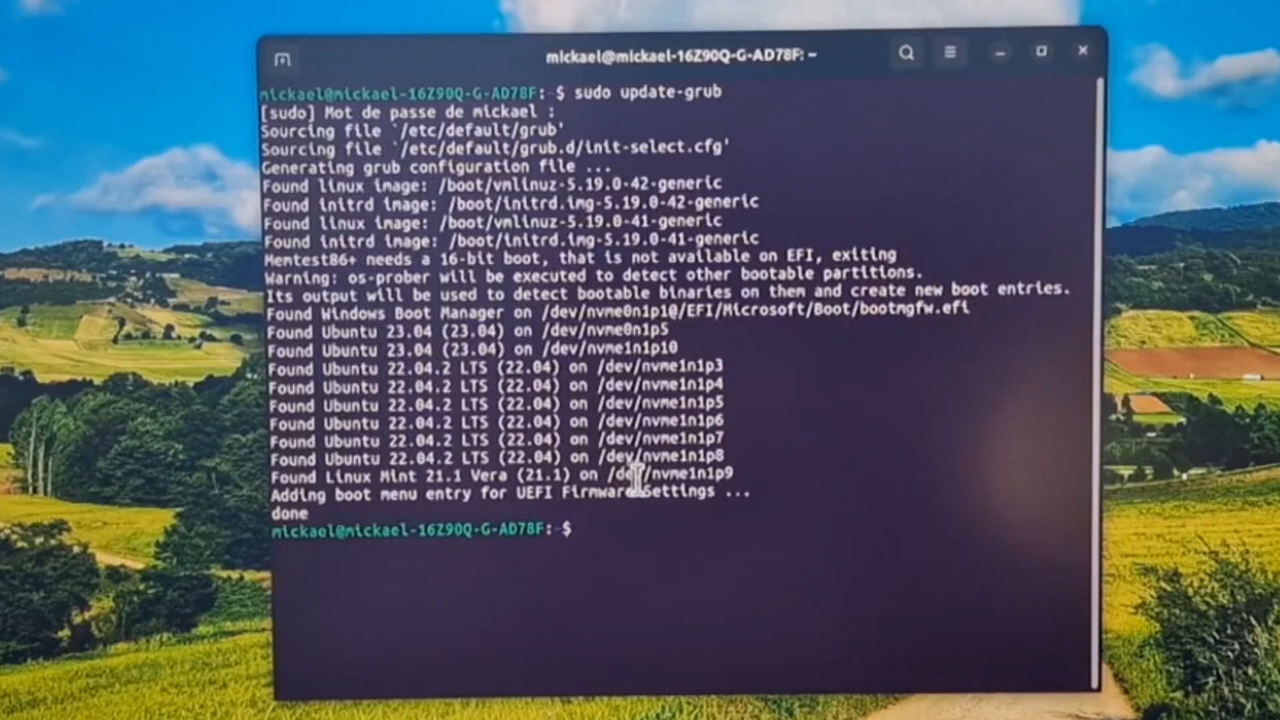 mickael@mickael-16Z90Q-G-AD78F: ~
mickael@mickael-16Z90Q-G-AD78F: $ sudo update-grub
[sudo] Mot de passe de mickael :
Sourcing file `/etc/default/grub'
Sourcing file `/etc/default/grub.d/init-select.cfg'
Generating grub configuration file ...
Found linux image: /boot/vmlinuz-5.19.0-42-generic
Found initrd image: /boot/initrd.img-5.19.0-42-generic
Found linux image: /boot/vmlinuz-5.19.0-41-generic
Found initrd image: /boot/initrd.img-5.19.0-41-generic
Memtest86+ needs a 16-bit boot, that is not available on EFI, exiting
Warning: os-prober will be executed to detect other bootable partitions.
Its output will be used to detect bootable binaries on them and create new boot entries.
Found Windows Boot Manager on /dev/nvme0n1p1@/EFI/Microsoft/Boot/bootmgfw.efi
Found Ubuntu 23.04 (23.04) on /dev/nvme0n1p5
Found Ubuntu 23.04 (23.04) on /dev/nvme1n1p10
Found Ubuntu 22.04.2 LTS (22.04) on /dev/nvme1n1p3
Found Ubuntu 22.04.2 LTS (22.04) on /dev/nvme1n1p4
Found Ubuntu 22.04.2 LTS (22.04) on /dev/nvme1n1p5
Found Ubuntu 22.04.2 LTS (22.04) on /dev/nvme1n1p6
Found Ubuntu 22.04.2 LTS (22.04) on /dev/nvme1n1p7
Found Ubuntu 22.04.2 LTS (22.04) on /dev/nvme1n1p8
Found Linux Mint 21.1 Vera (21.1) on /dev/nvme1n1p9
Adding boot menu entry for UEFI Firmware Settings ...
done
mickael@mickael-16Z90Q-G-AD78F: $